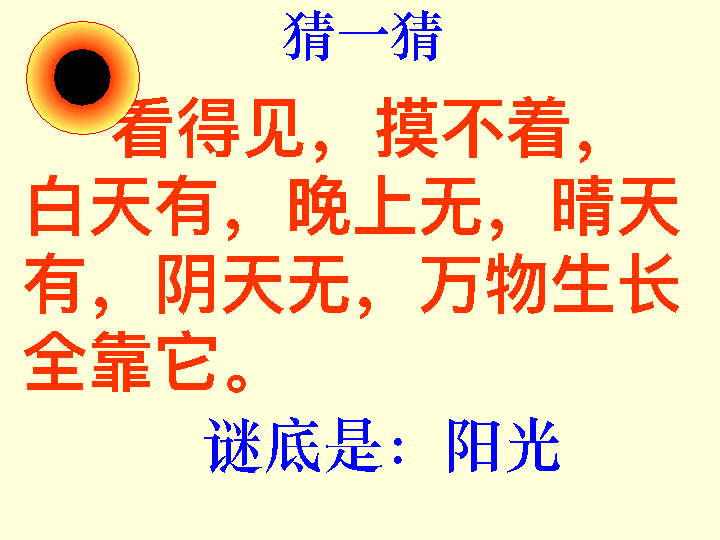 猜一猜
看得见，摸不着，
白天有，晚上无，晴天
有，阴天无，万物生长
全靠它。
谜底是：阳光